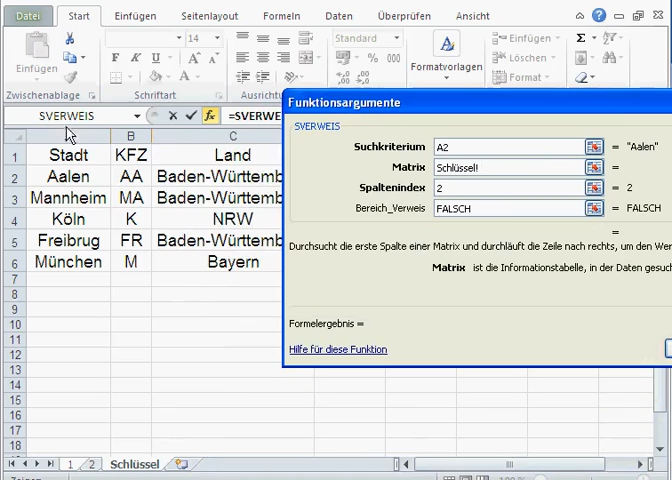 Datei Start Einfügen Seitenlayout Formeln Daten Überprüfen Ansicht
14
Einfügen
F K U
Zwischenablage
Schriftart
Ausrichtu
%
000
Formatvorlagen
Einfügen
Löschen
Format
SVERWEIS
fx =SVERWE
B C
1 Stadt KFZ Land
2 Aalen AA Baden-Württemb
3 Mannheim MA Baden-Württemb
4 Köln K NRW
5 Freibrug FR Baden-Württemb
6 München M Bayern
7
8
9
10
11
12
13
14
15
16
17
18
Funktionsargumente
SVERWEIS
Suchkriterium A2 = "Aalen"
Matrix Schlüssel! =
Spaltenindex 2 = 2
Bereich_Verweis FALSCH = FALSCH
=
Durchsucht die erste Spalte einer Matrix und durchläuft die Zeile nach rechts, um den Wer
Matrix ist die Informationstabelle, in der Daten gesuch
Formelergebnis =
Hilfe für diese Funktion
1 2 Schlüssel